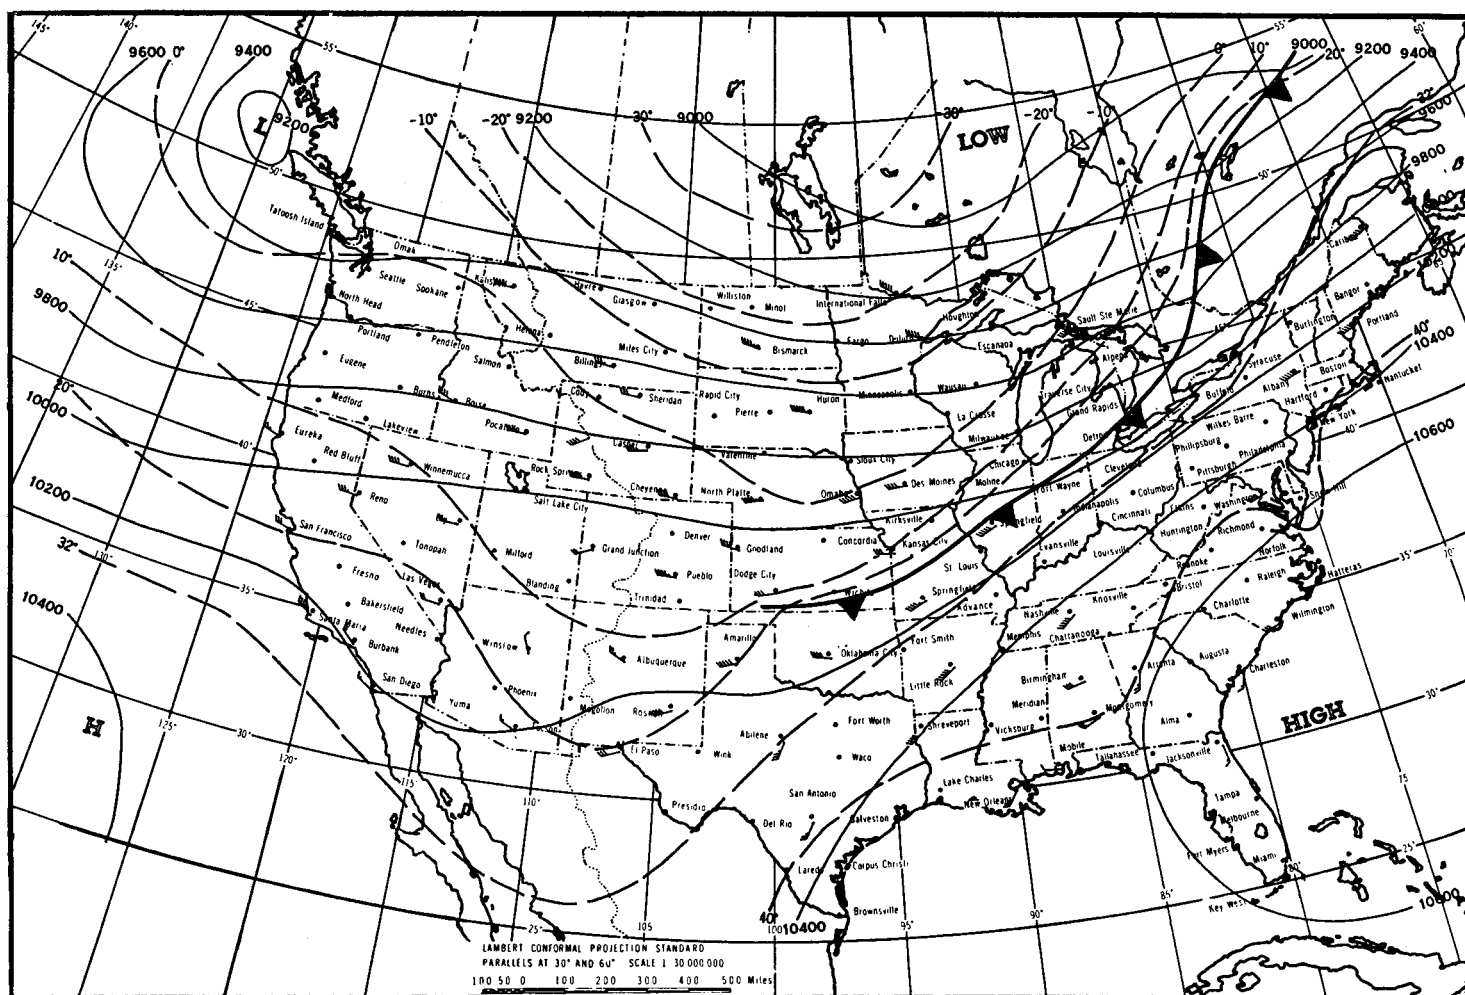 145° 140° 9600 0° 9400 55° 55° 60°
0° 10° 9000 9200 9400
20°
L 9200
-10° -20° 9200 -30° 9000 -30° LOW -20° -10°
32°
9600
9800
50° 50°
Tatoosh Island
Omak
10°
135°
Seattle Spokane
Havre
Glasgow
Williston
Minot
International Falls
Caribou
9800
North Head
45°
Houghton
Sault Ste Marie
45°
Bangor
Burlington
Portland
Portland
Pendleton
Helena
Miles City
Bismarck
Fargo
Duluth
Escanaba
Alpena
Syracuse
40°
10400
Eugene
Salmon
Billings
Boston
Albany
Nantucket
20°
10000
Burns
Boise
Cody
Sheridan
Rapid City
Pierre
Huron
Minneapolis
Wausau
Traverse City
Buffalo
Hartford
Medford
Lakeview
Pocatello
La Crosse
Grand Rapids
Wilkes Barre
New York
40°
Eureka
40°
Casper
Valentine
Milwaukee
Detroit
Phillipsburg
Philadelphia
10600
Red Bluff
Winnemucca
Rock Springs
Sioux City
Chicago
Cleveland
Pittsburgh
10200
Reno
Salt Lake City
Cheyenne
North Platte
Omaha
Des Moines
Moline
Fort Wayne
Columbus
Elkins
Washington
Indianapolis
Cincinnati
32°
San Francisco
130°
Denver
Kirksville
Springfield
Huntington
Richmond
Tonopah
Milford
Grand Junction
Goodland
Concordia
Kansas City
Evansville
Louisville
Norfolk
35°
70°
10400
Fresno
Las Vegas
Blanding
Pueblo
Dodge City
St Louis
Roanoke
Hatteras
35°
Bakersfield
Trinidad
Wichita
Springfield
Bristol
Raleigh
Santa Maria
Needles
Advance
Nashville
Knoxville
Charlotte
Wilmington
Burbank
Winslow
Albuquerque
Amarillo
Oklahoma City
Fort Smith
Memphis
Chattanooga
San Diego
Little Rock
Birmingham
Atlanta
Augusta
Charleston
Yuma
Phoenix
30°
H
125°
Tucson
Fort Worth
Shreveport
Meridian
Vicksburg
Montgomery
Alma
HIGH
30°
Abilene
El Paso
Wink
Waco
Mobile
Tallahassee
Jacksonville
120°
115°
110°
Presidio
San Antonio
Lake Charles
New Orleans
75
Del Rio
Galveston
Tampa
Melbourne
Laredo
Corpus Christi
Fort Myers
Miami
25°
80°
40°
10400
Brownsville
Key West
85°
10600
25°
105
100
95°
90°
LAMBERT CONFORMAL PROJECTION STANDARD
PARALLELS AT 30° AND 60° SCALE 1 30 000 000
100 50 0 100 200 300 400 500 Miles